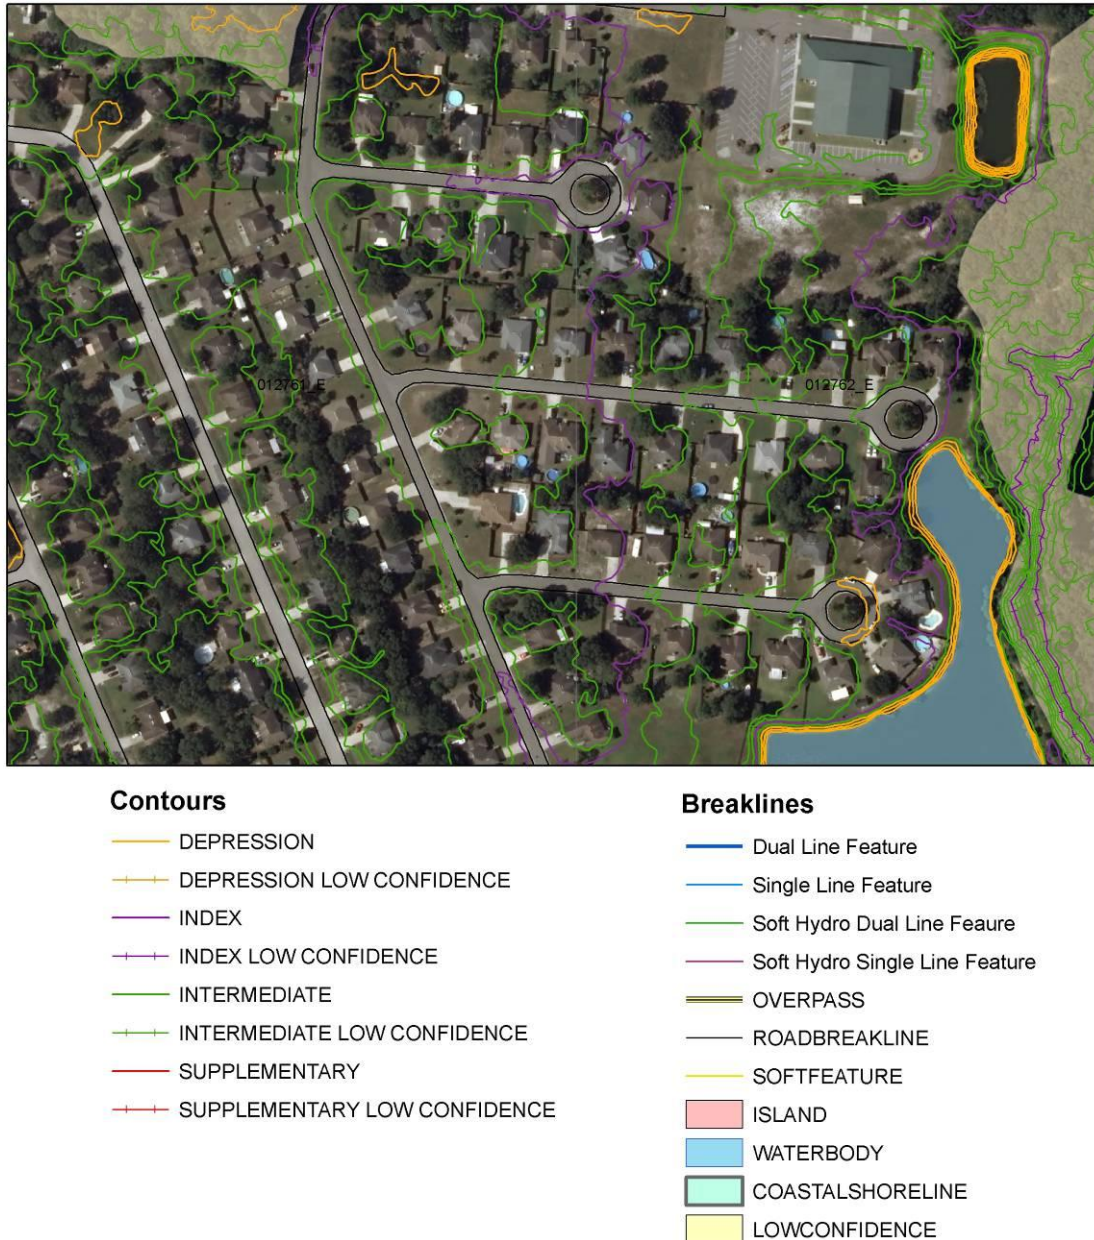 012761_E
012762_E
Contours
DEPRESSION
DEPRESSION LOW CONFIDENCE
INDEX
INDEX LOW CONFIDENCE
INTERMEDIATE
INTERMEDIATE LOW CONFIDENCE
SUPPLEMENTARY
SUPPLEMENTARY LOW CONFIDENCE
Breaklines
Dual Line Feature
Single Line Feature
Soft Hydro Dual Line Feaure
Soft Hydro Single Line Feature
OVERPASS
ROADBREAKLINE
SOFTFEATURE
ISLAND
WATERBODY
COASTALSHORELINE
LOWCONFIDENCE